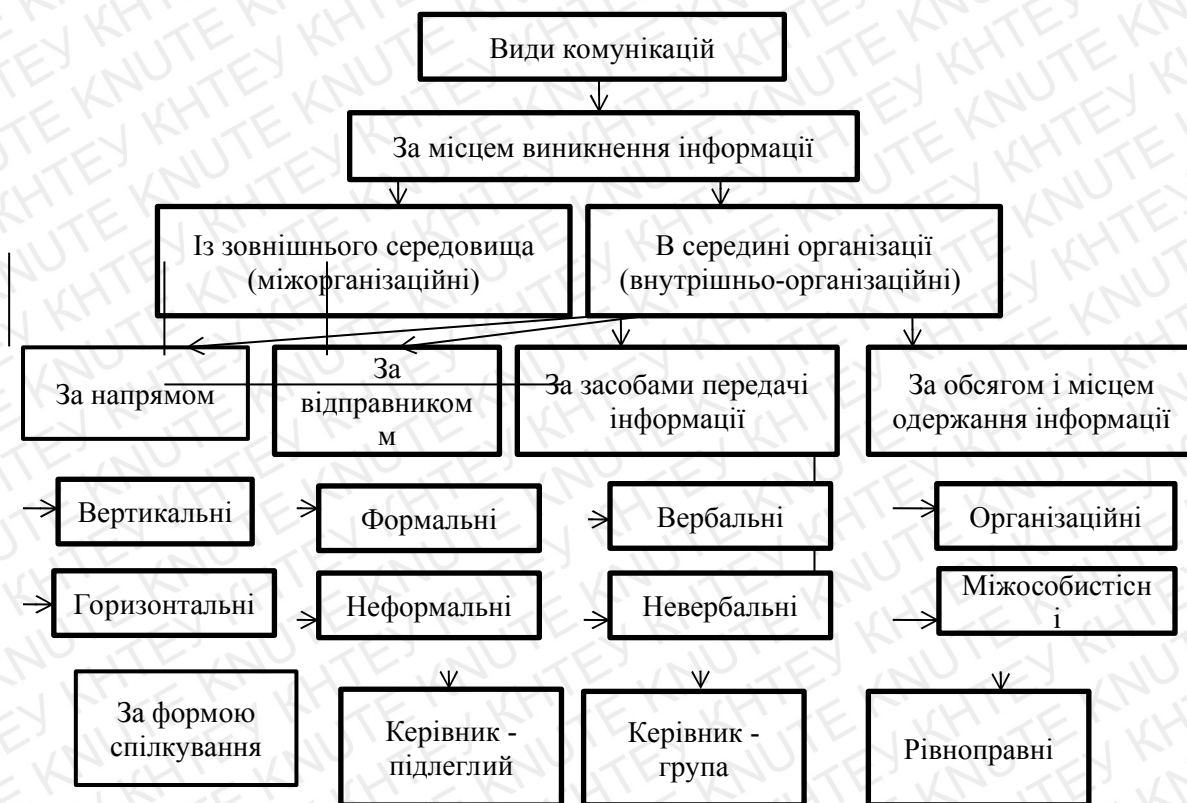 Види комунікацій
За місцем виникнення інформації
Із зовнішнього середовища
(міжорганізаційні)
В середині організації
(внутрішньо-організаційні)
За напрямом
За
відправником
м
За засобами передачі
інформації
За обсягом і місцем
одержання інформації
Вертикальні
Формальні
Вербальні
Організаційні
Горизонтальні
Неформальні
Невербальні
Міжособистісн
і
За формою
спілкування
Керівник -
підлеглий
Керівник -
група
Рівноправні